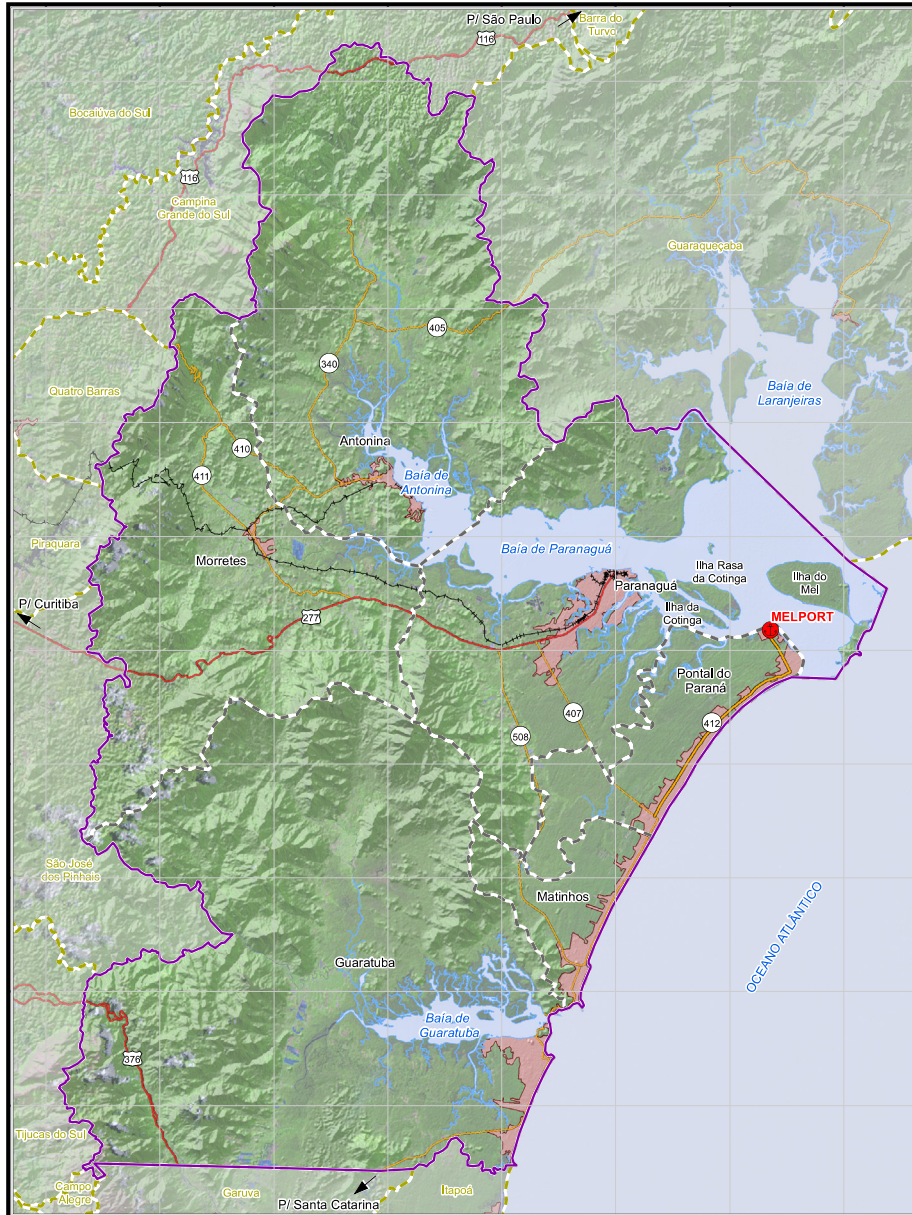 P/ São Paulo
Barra do
Turvo
116
Bocaiúva do Sul
116
Campina
Grande do Sul
Guaraqueçaba
405
340
Quatro Barras
Baía de
Laranjeiras
Antonina
410
411
Baía de
Antonina
Piraquara
Baía de Paranaguá
Morretes
Ilha Rasa
da Cotinga
Ilha do
Mel
Paranaguá
P/ Curitiba
277
Ilha da
Cotinga
MELPORT
Pontal do
Paraná
407
412
508
São José
dos Pinhais
Matinhos
OCEANO ATLÂNTICO
Guaratuba
Baía de
Guaratuba
376
Tijucas do Sul
Campo
Alegre
Garuva
Itapoá
P/ Santa Catarina